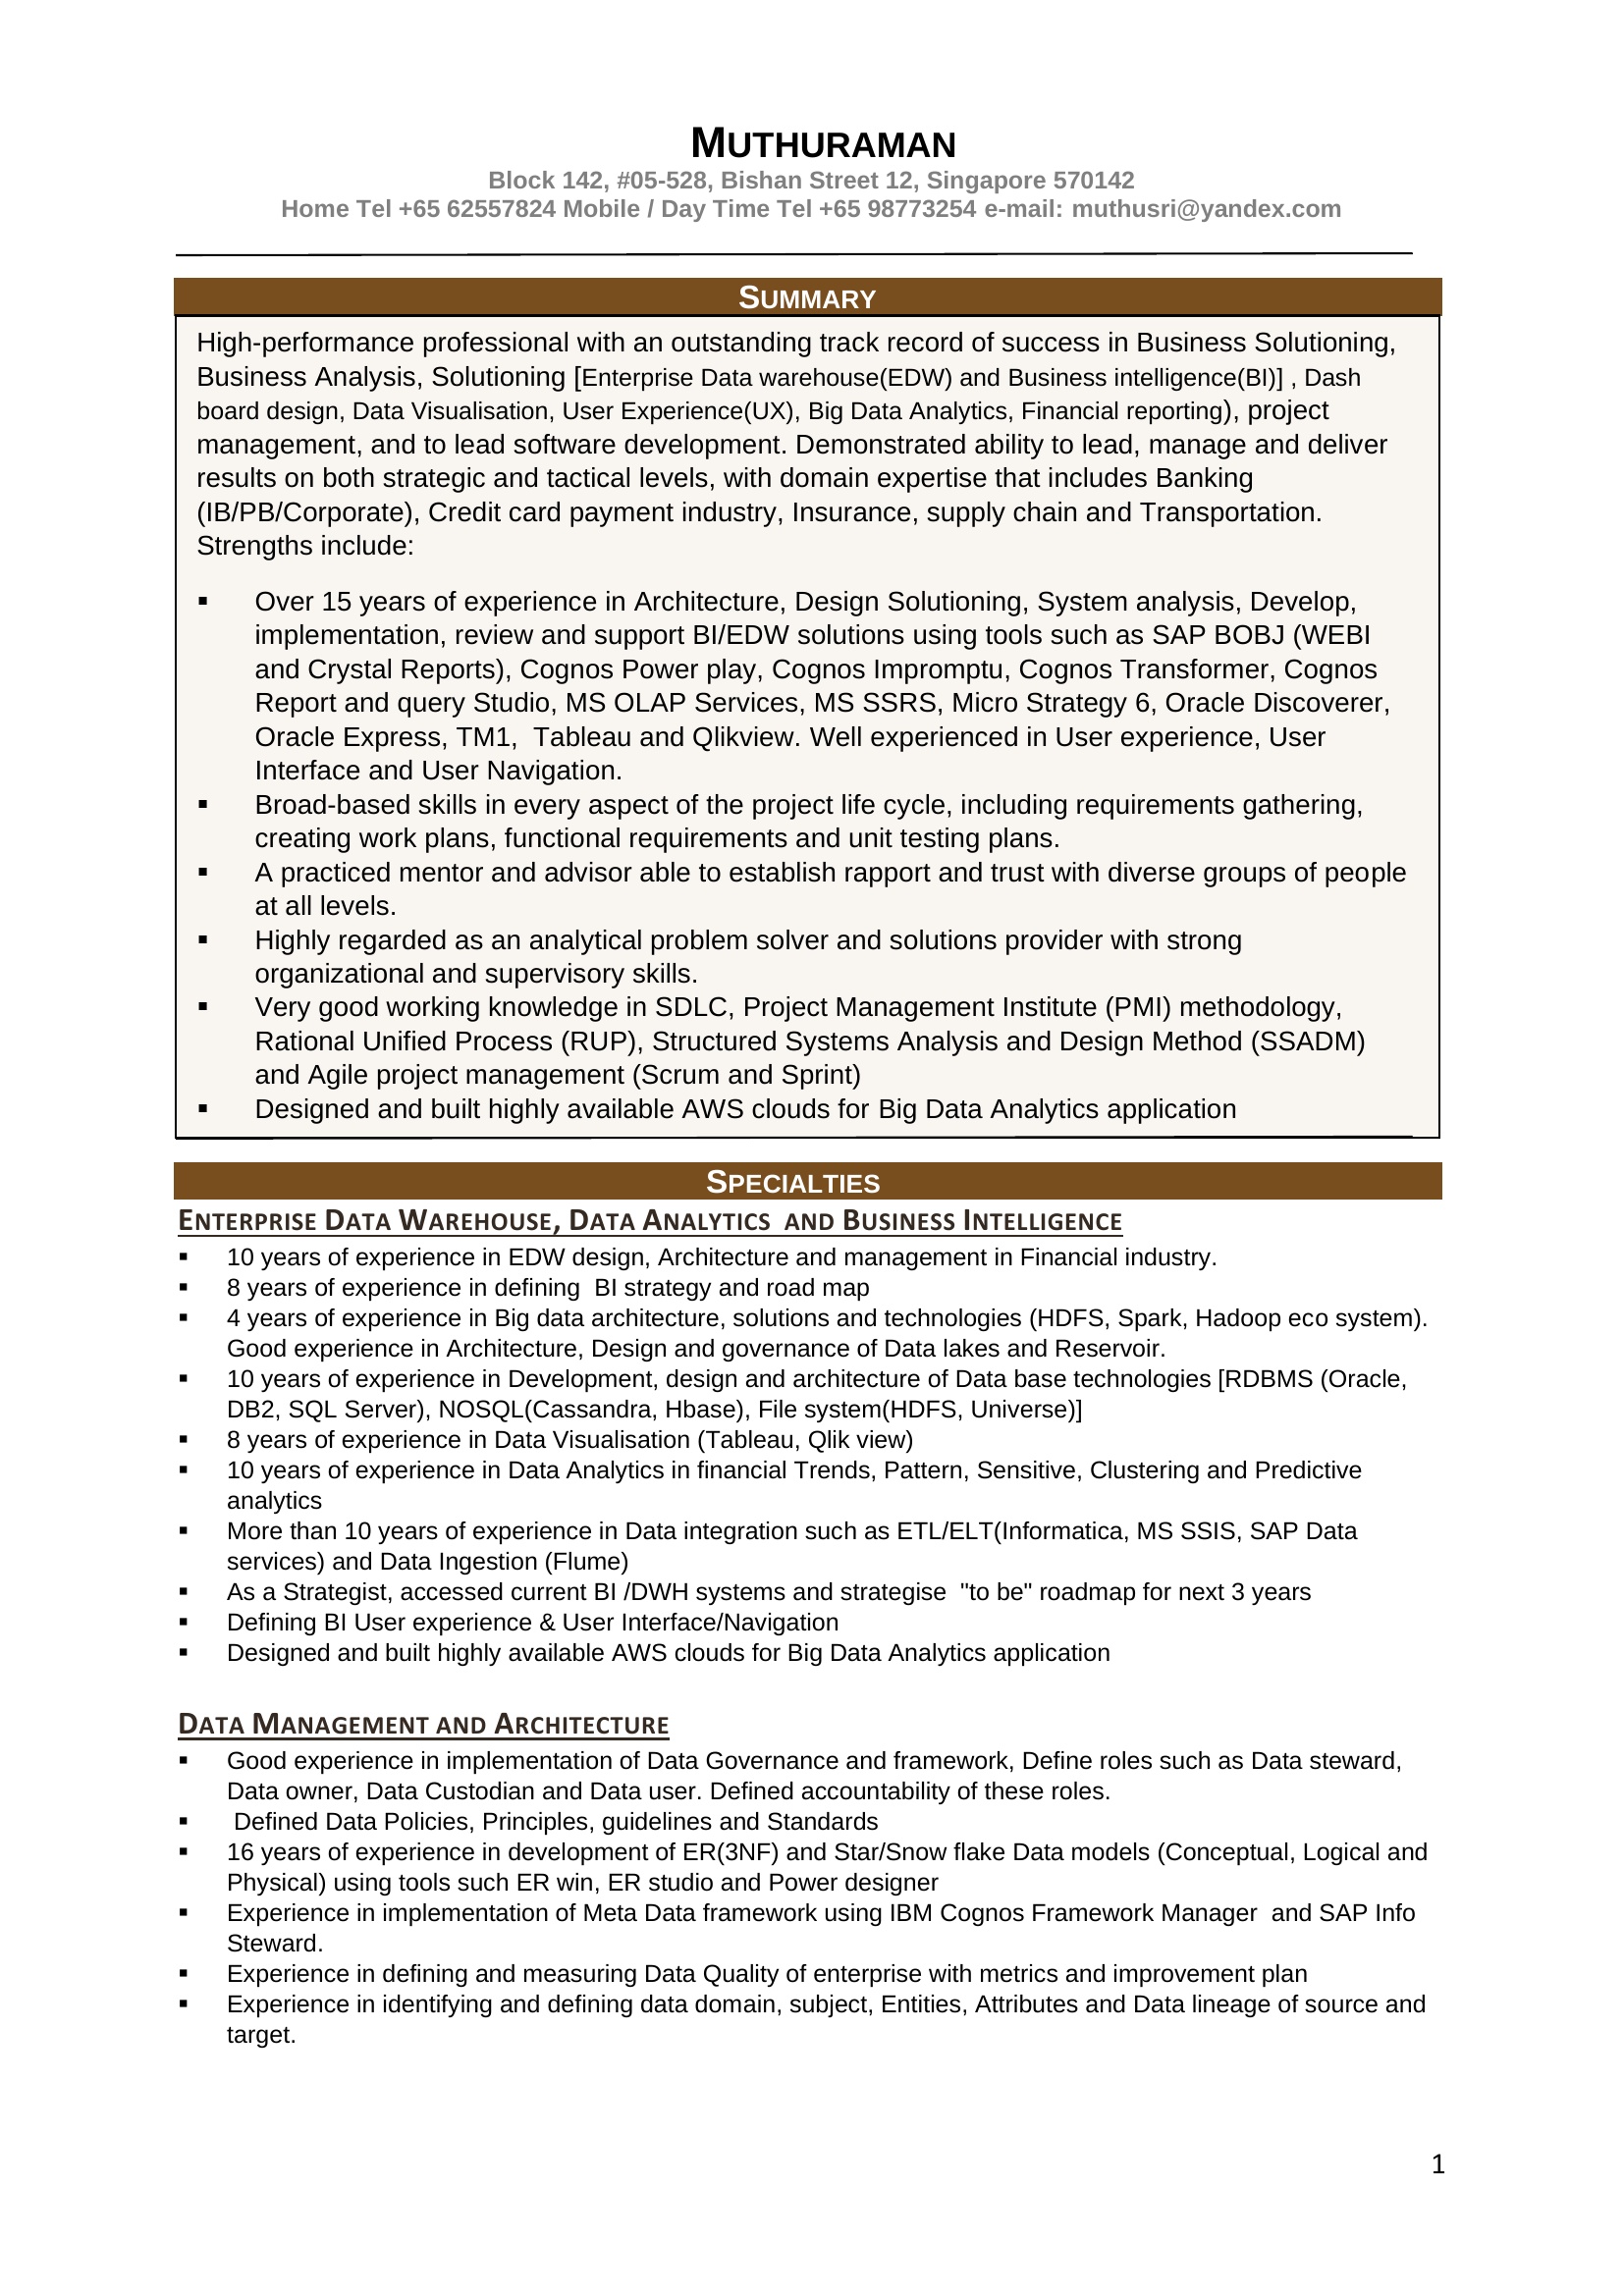 MUTHURAMAN
Block 142, #05-528, Bishan Street 12, Singapore 570142
Home Tel +65 62557824 Mobile / Day Time Tel +65 98773254 e-mail: muthusri@yandex.com
SUMMARY
High-performance professional with an outstanding track record of success in Business Solutioning,
Business Analysis, Solutioning [Enterprise Data warehouse(EDW) and Business intelligence(BI)] , Dash
board design, Data Visualisation, User Experience(UX), Big Data Analytics, Financial reporting), project
management, and to lead software development. Demonstrated ability to lead, manage and deliver
results on both strategic and tactical levels, with domain expertise that includes Banking
(IB/PB/Corporate), Credit card payment industry, Insurance, supply chain and Transportation.
Strengths include:
▪ Over 15 years of experience in Architecture, Design Solutioning, System analysis, Develop,
implementation, review and support BI/EDW solutions using tools such as SAP BOBJ (WEBI
and Crystal Reports), Cognos Power play, Cognos Impromptu, Cognos Transformer, Cognos
Report and query Studio, MS OLAP Services, MS SSRS, Micro Strategy 6, Oracle Discoverer,
Oracle Express, TM1,  Tableau and Qlikview. Well experienced in User experience, User
Interface and User Navigation.
▪ Broad-based skills in every aspect of the project life cycle, including requirements gathering,
creating work plans, functional requirements and unit testing plans.
▪ A practiced mentor and advisor able to establish rapport and trust with diverse groups of people
at all levels.
▪ Highly regarded as an analytical problem solver and solutions provider with strong
organizational and supervisory skills.
▪ Very good working knowledge in SDLC, Project Management Institute (PMI) methodology,
Rational Unified Process (RUP), Structured Systems Analysis and Design Method (SSADM)
and Agile project management (Scrum and Sprint)
▪ Designed and built highly available AWS clouds for Big Data Analytics application
SPECIALTIES
ENTERPRISE DATA WAREHOUSE, DATA ANALYTICS  AND BUSINESS INTELLIGENCE
▪ 10 years of experience in EDW design, Architecture and management in Financial industry.
▪ 8 years of experience in defining  BI strategy and road map
▪ 4 years of experience in Big data architecture, solutions and technologies (HDFS, Spark, Hadoop eco system).
Good experience in Architecture, Design and governance of Data lakes and Reservoir.
▪ 10 years of experience in Development, design and architecture of Data base technologies [RDBMS (Oracle,
DB2, SQL Server), NOSQL(Cassandra, Hbase), File system(HDFS, Universe)]
▪ 8 years of experience in Data Visualisation (Tableau, Qlik view)
▪ 10 years of experience in Data Analytics in financial Trends, Pattern, Sensitive, Clustering and Predictive
analytics
▪ More than 10 years of experience in Data integration such as ETL/ELT(Informatica, MS SSIS, SAP Data
services) and Data Ingestion (Flume)
▪ As a Strategist, accessed current BI /DWH systems and strategise  "to be" roadmap for next 3 years
▪ Defining BI User experience & User Interface/Navigation
▪ Designed and built highly available AWS clouds for Big Data Analytics application
DATA MANAGEMENT AND ARCHITECTURE
▪ Good experience in implementation of Data Governance and framework, Define roles such as Data steward,
Data owner, Data Custodian and Data user. Defined accountability of these roles.
▪ Defined Data Policies, Principles, guidelines and Standards
▪ 16 years of experience in development of ER(3NF) and Star/Snow flake Data models (Conceptual, Logical and
Physical) using tools such ER win, ER studio and Power designer
▪ Experience in implementation of Meta Data framework using IBM Cognos Framework Manager  and SAP Info
Steward.
▪ Experience in defining and measuring Data Quality of enterprise with metrics and improvement plan
▪ Experience in identifying and defining data domain, subject, Entities, Attributes and Data lineage of source and
target.
1